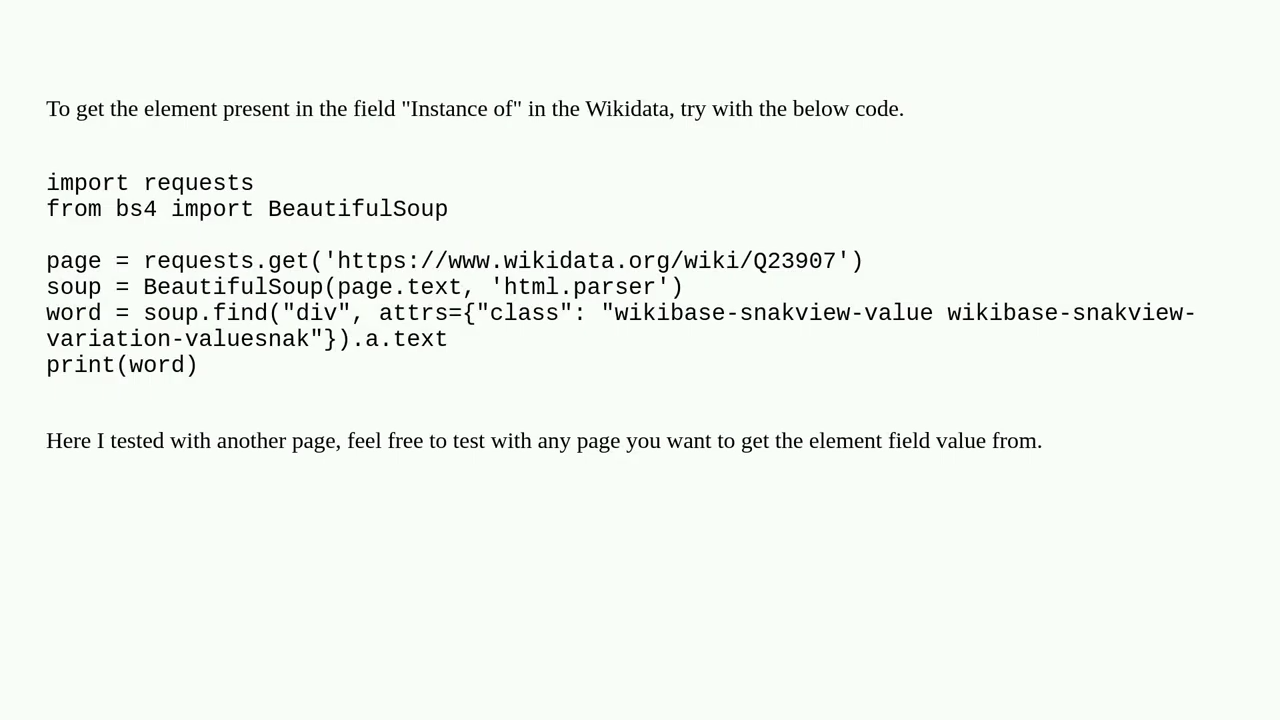 To get the element present in the field "Instance of" in the Wikidata, try with the below code.
import requests
from bs4 import BeautifulSoup
page = requests.get('https://www.wikidata.org/wiki/Q23907')
soup = BeautifulSoup(page.text, 'html.parser')
word = soup.find("div", attrs={"class": "wikibase-snakview-value wikibase-snakview-
variation-valuesnak"}).a.text
print(word)
Here I tested with another page, feel free to test with any page you want to get the element field value from.